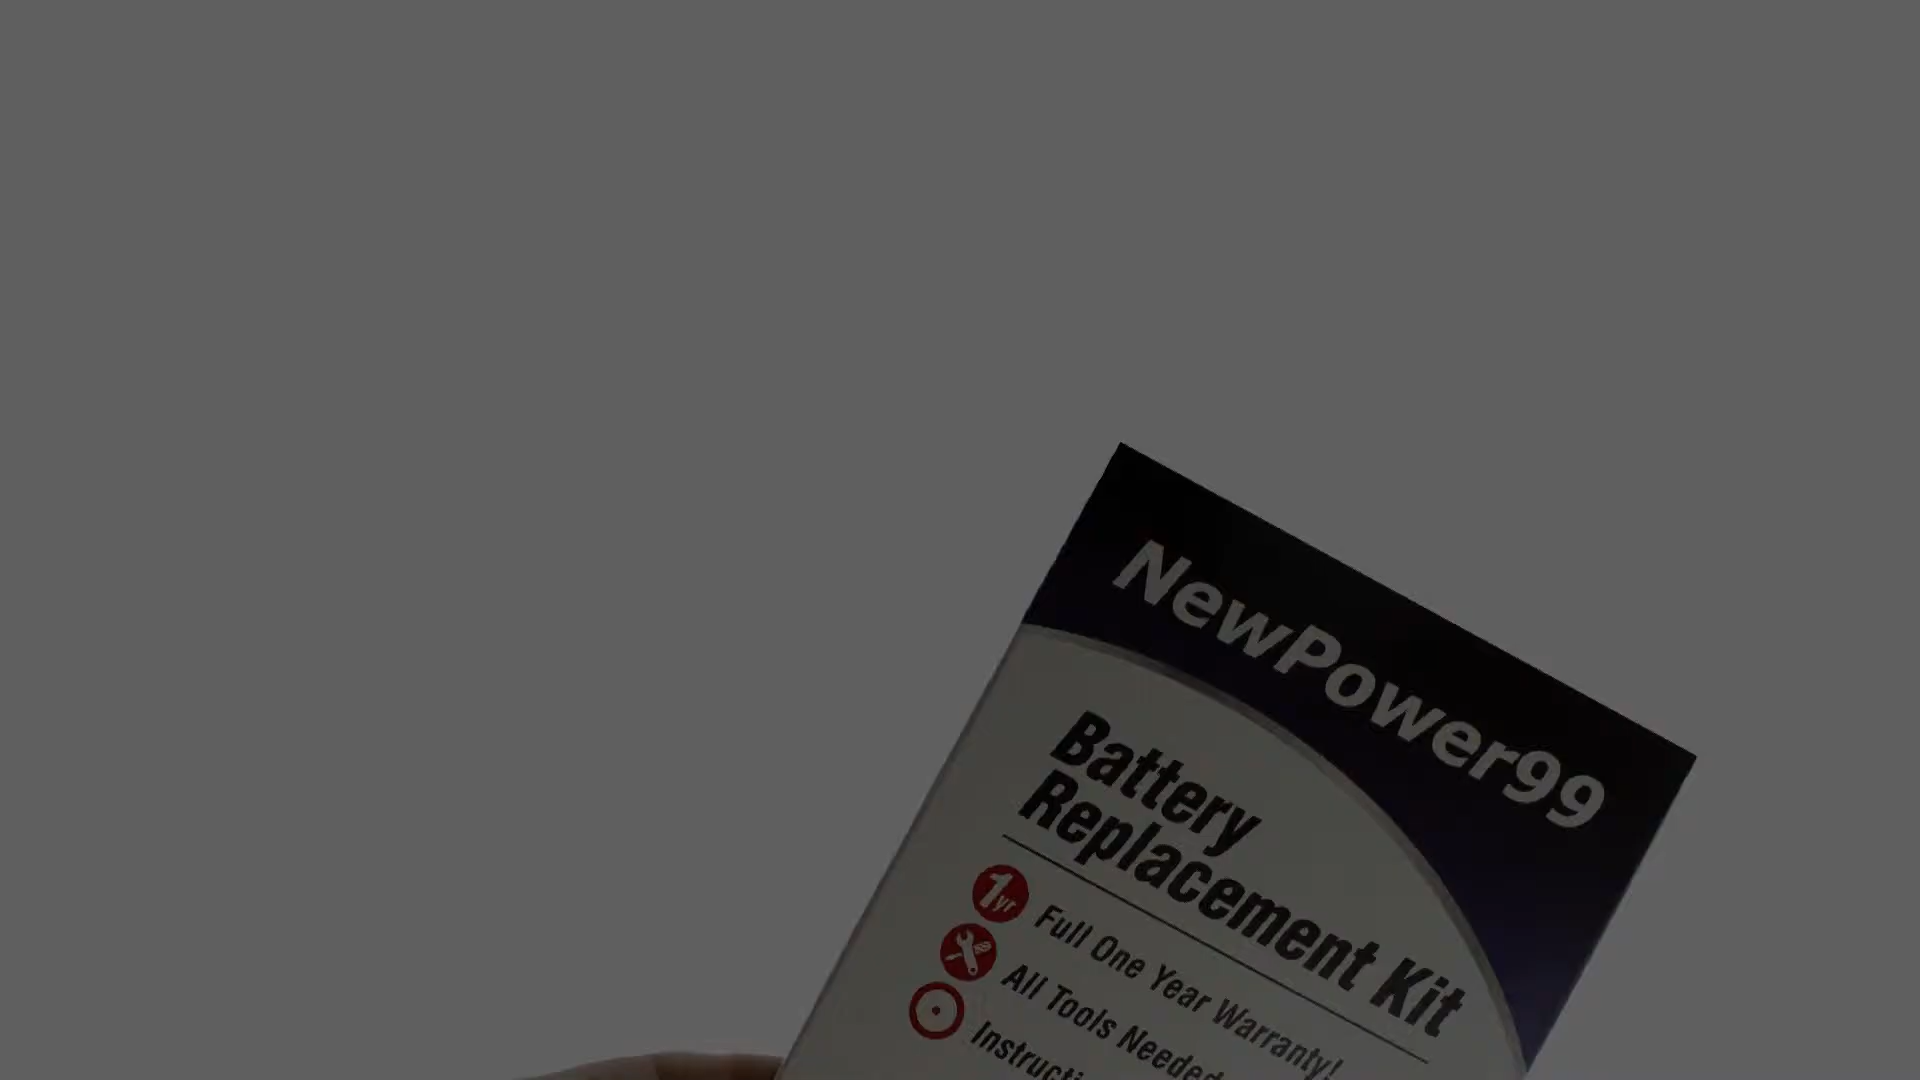 NewPower99
Battery
Replacement Kit
1yr Full One Year Warranty!
All Tools Needed